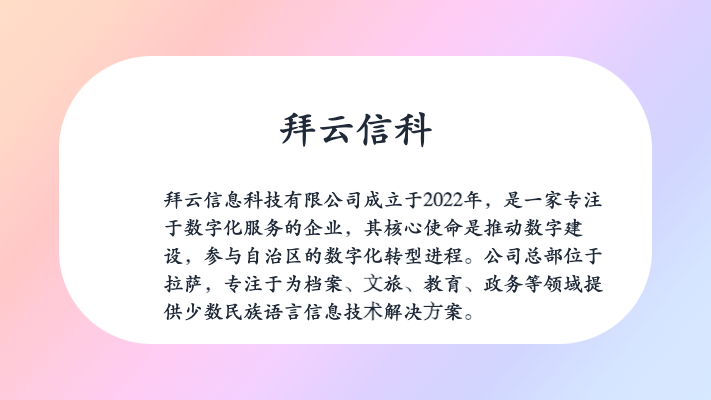 拜云信科
拜云信息科技有限公司成立于2022年，是一家专注
于数字化服务的企业，其核心使命是推动数字建
设，参与自治区的数字化转型进程。公司总部位于
拉萨，专注于为档案、文旅、教育、政务等领域提
供少数民族语言信息技术解决方案。